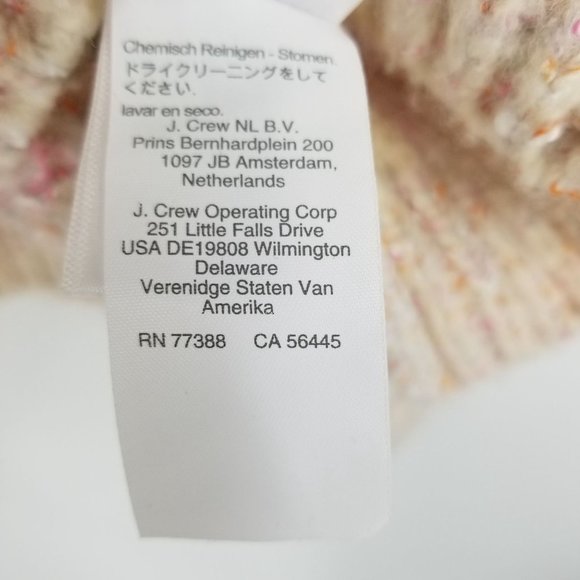 Chemisch Reinigen - Stomen.
ドライクリーニングをして
ください.
lavar en seco.
J. Crew NL B.V.
Prins Bernhardplein 200
1097 JB Amsterdam,
Netherlands
J. Crew Operating Corp
251 Little Falls Drive
USA DE19808 Wilmington
Delaware
Verenidge Staten Van
Amerika
RN 77388 CA 56445